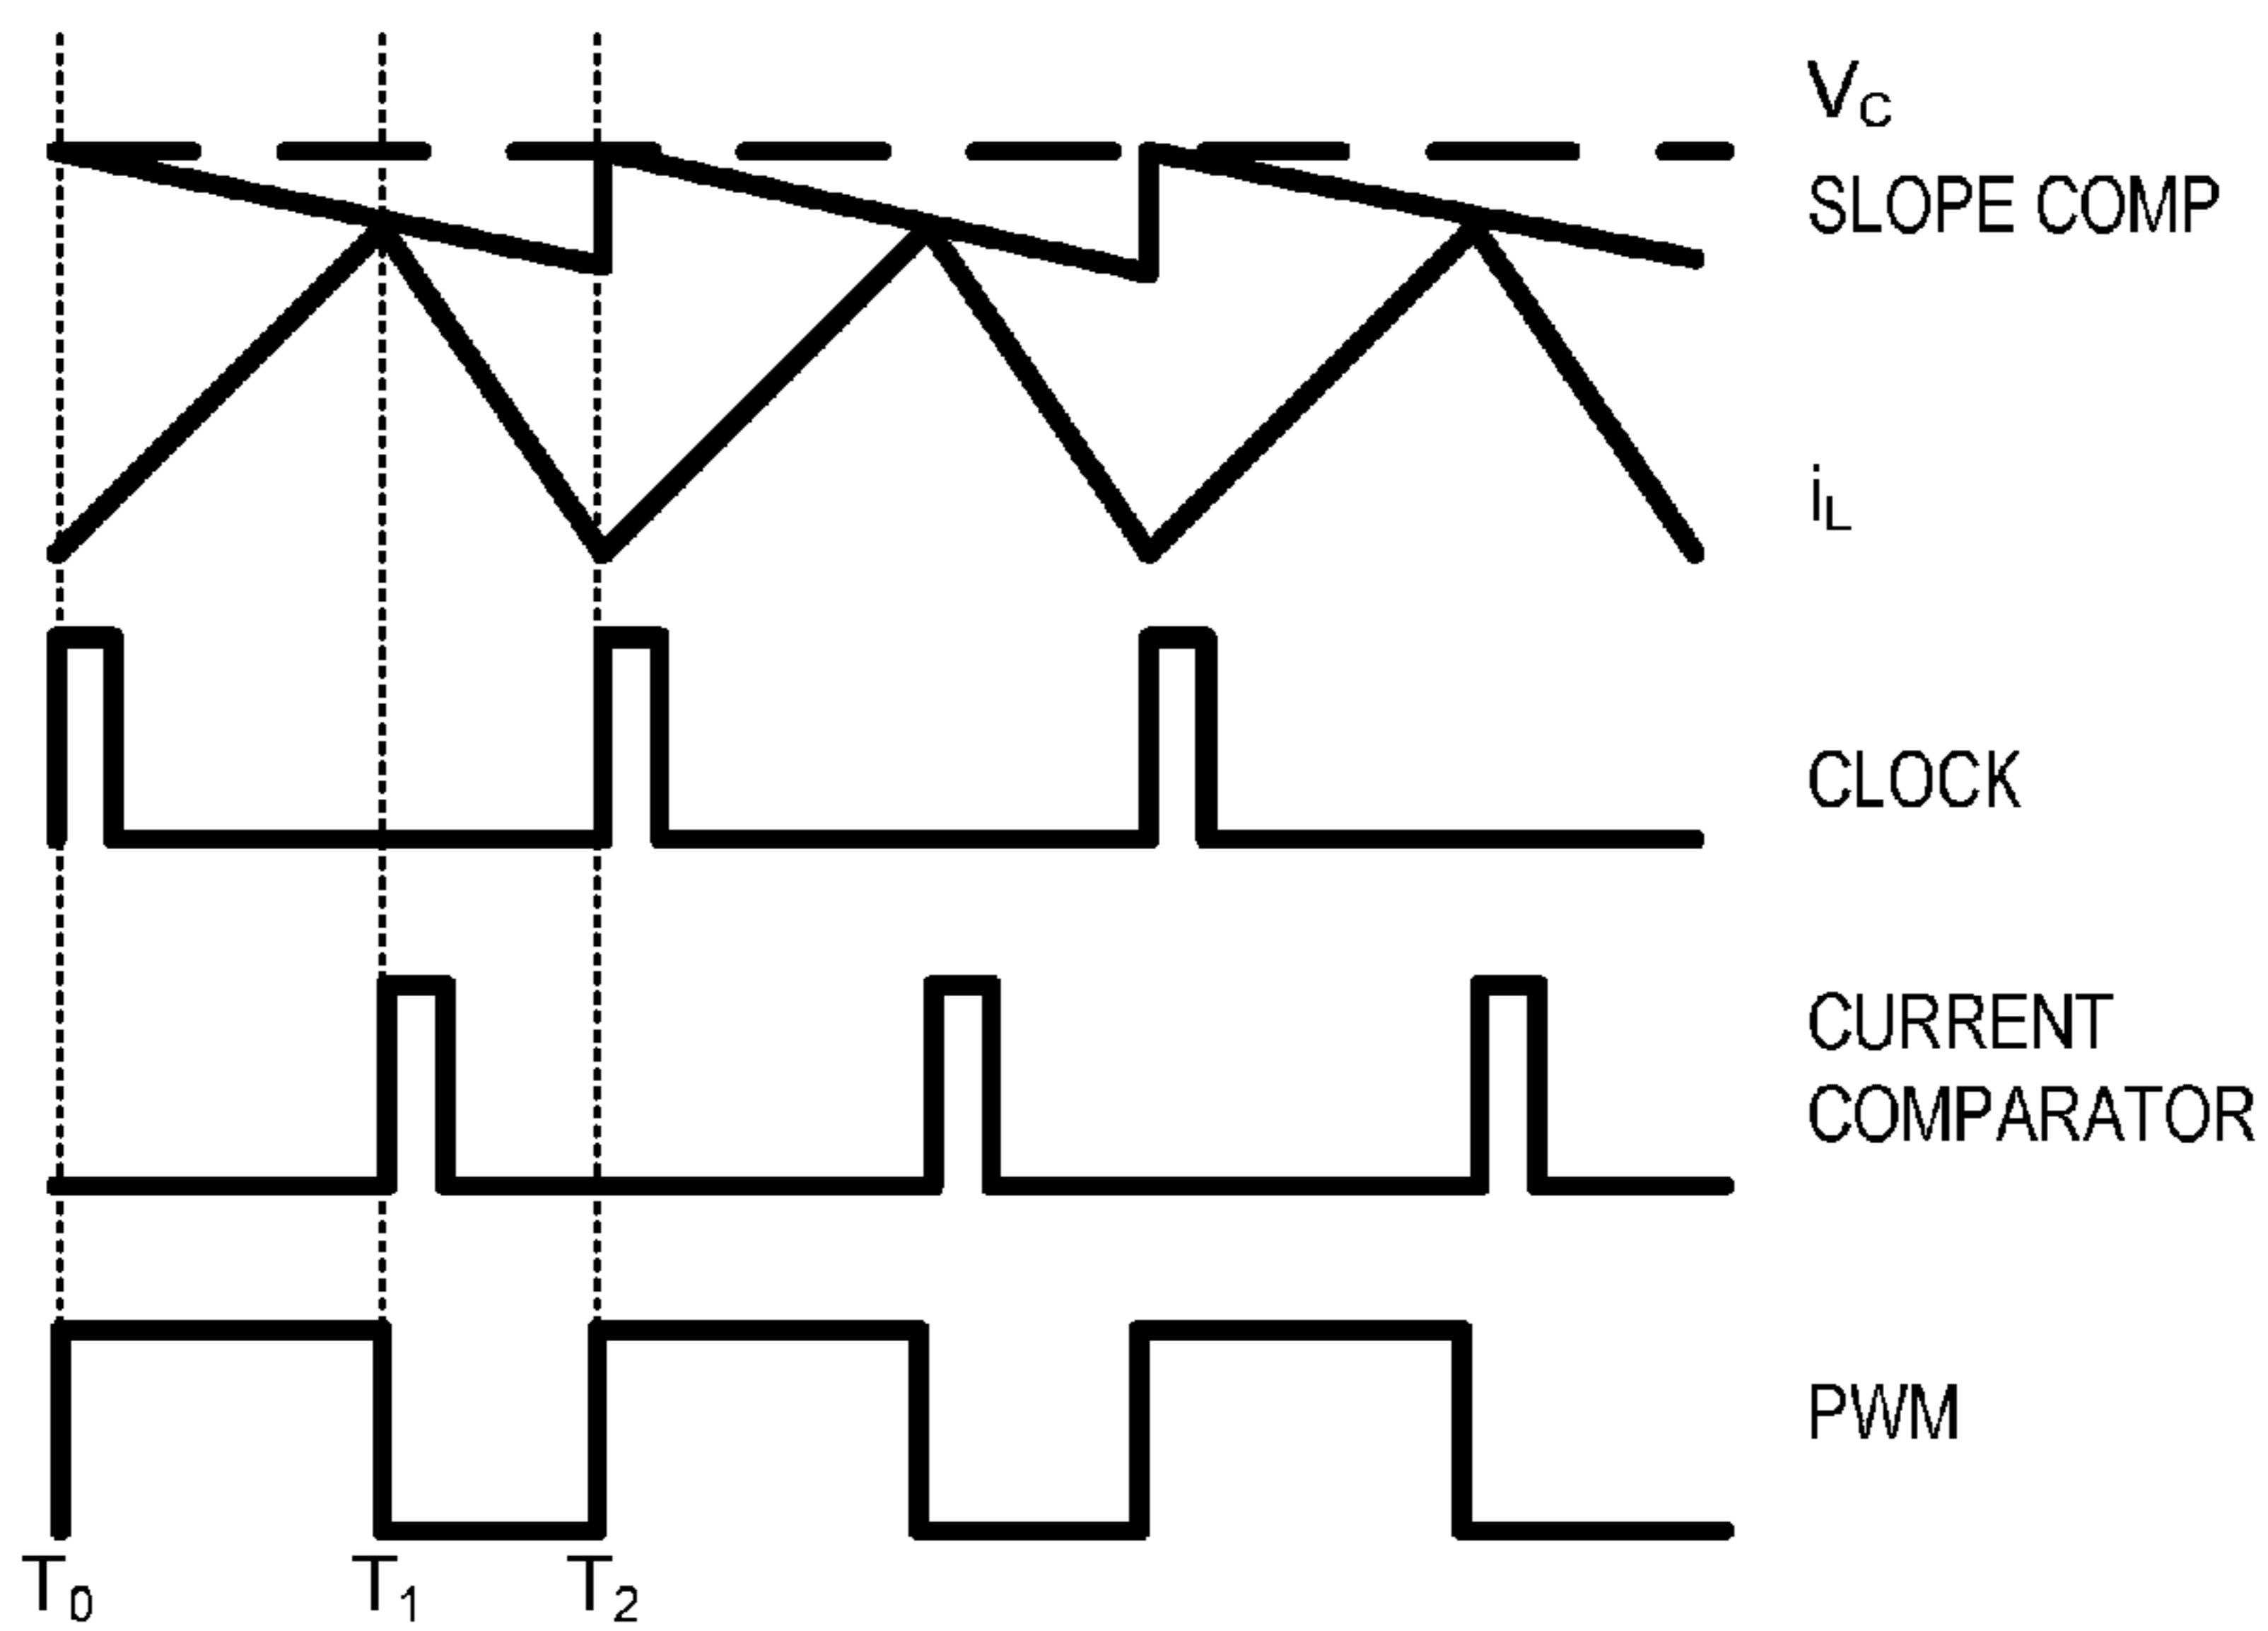 VC
SLOPE COMP
iL
CLOCK
CURRENT
COMPARATOR
PWM
T0 T1 T2